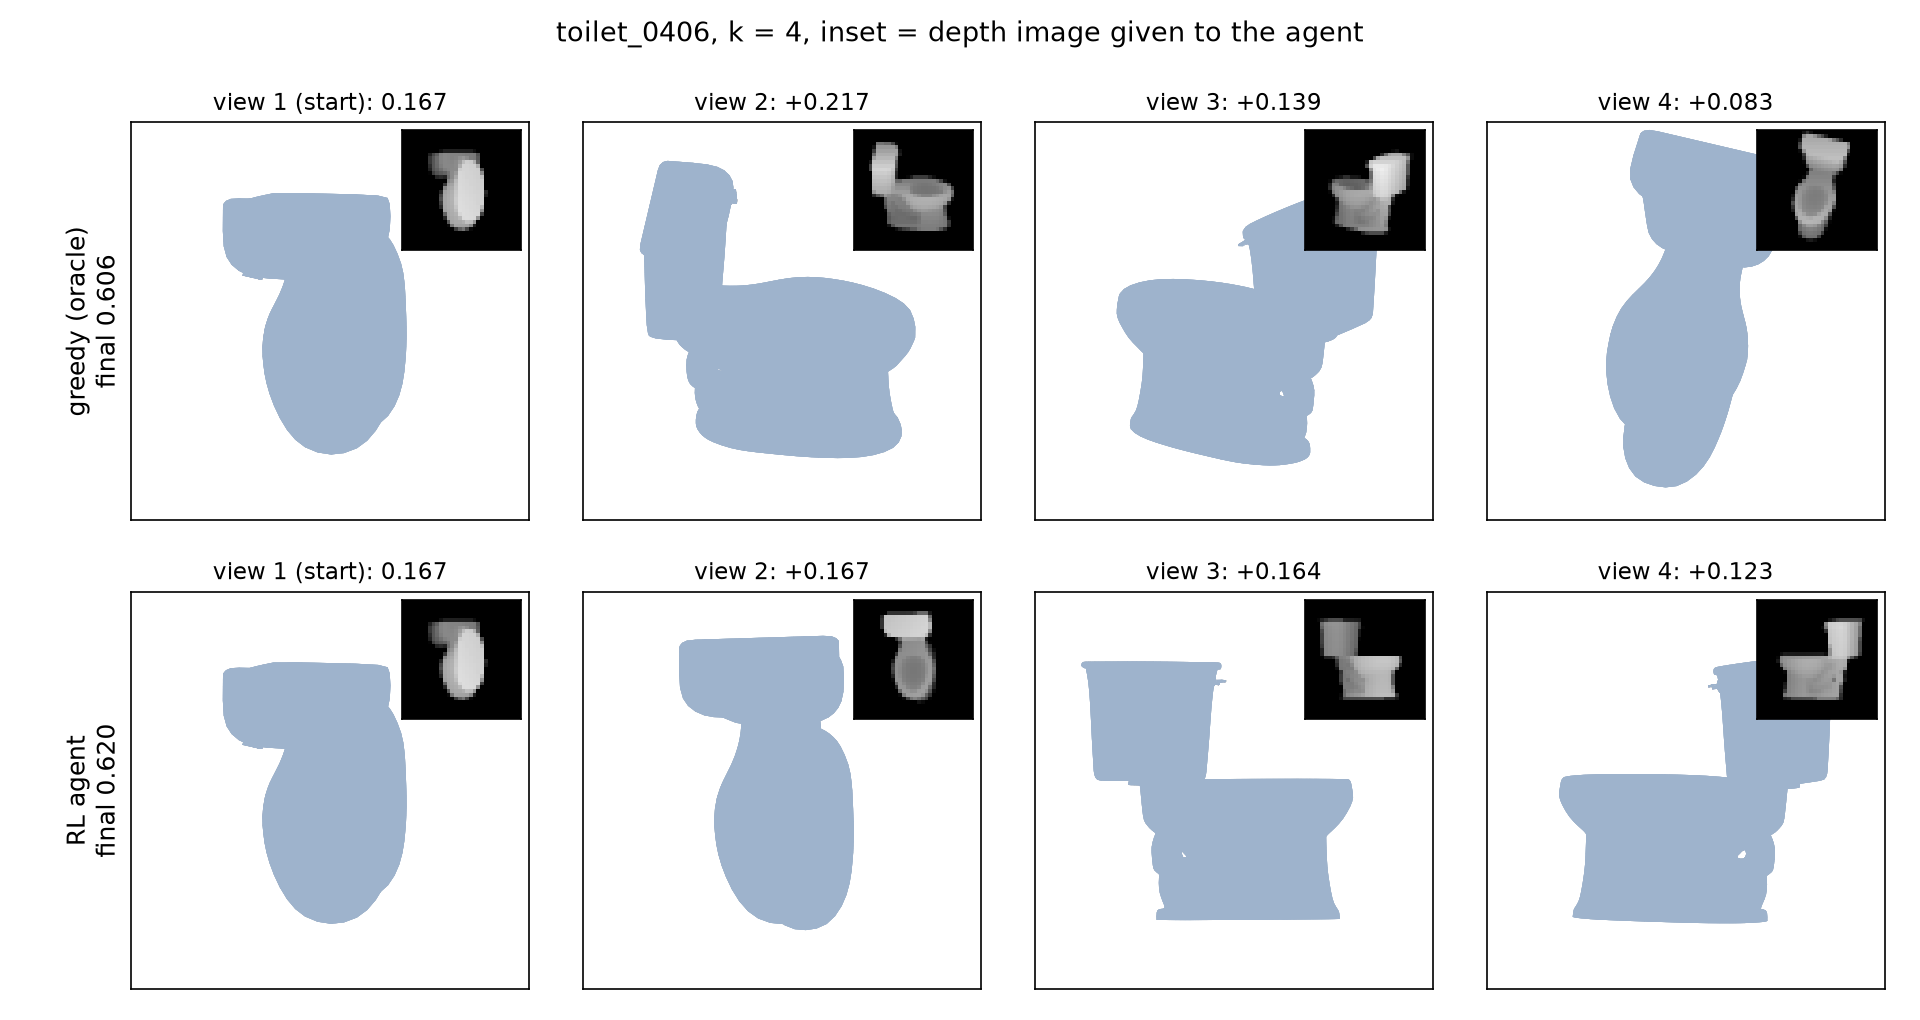 toilet_0406, k = 4, inset = depth image given to the agent
greedy (oracle)
final 0.606
view 1 (start): 0.167
view 2: +0.217
view 3: +0.139
view 4: +0.083
RL agent
final 0.620
view 1 (start): 0.167
view 2: +0.167
view 3: +0.164
view 4: +0.123